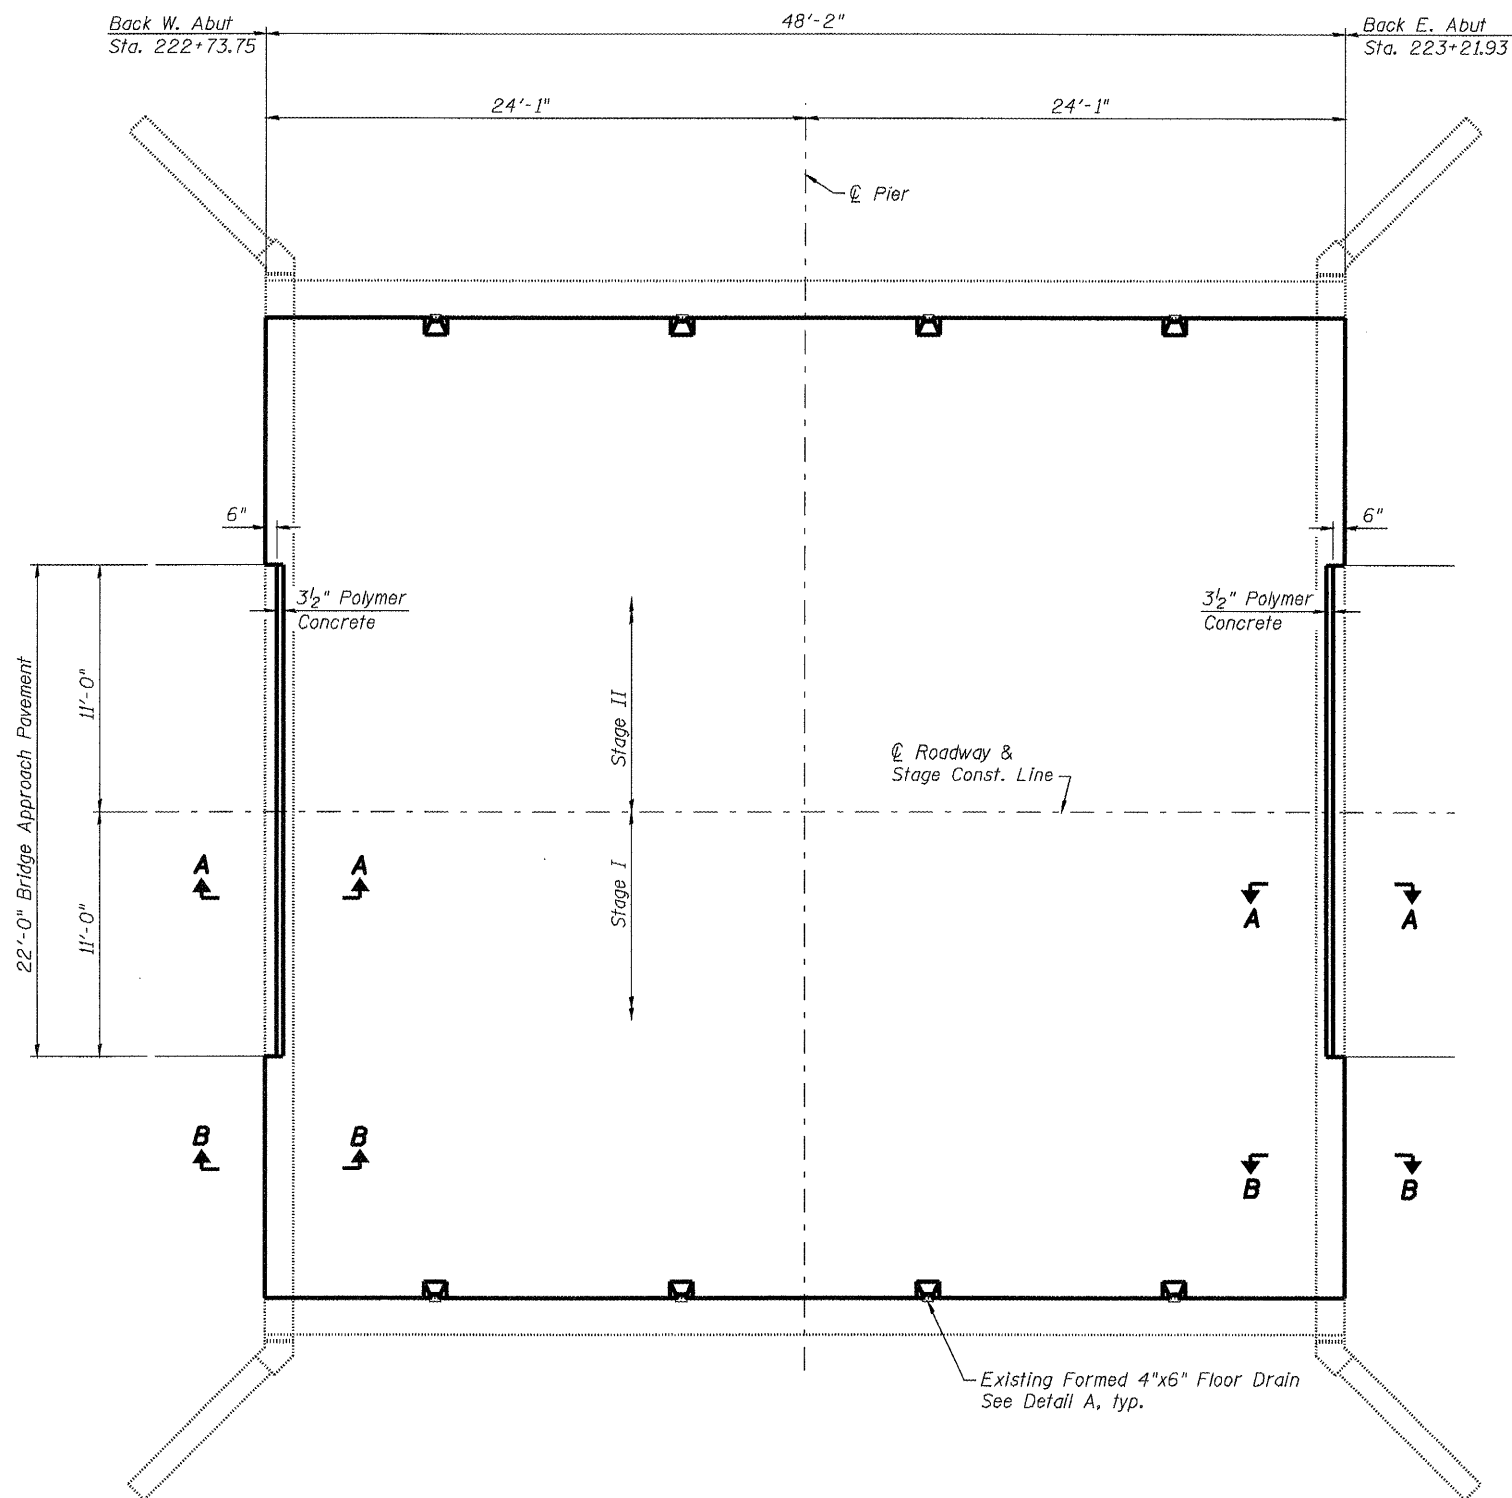 Back W. Abut
Sta. 222+73.75
48'-2"
Back E. Abut
Sta. 223+21.93
24'-1"
24'-1"
℄ Pier
6"
6"
3½" Polymer
Concrete
3½" Polymer
Concrete
22'-0" Bridge Approach Pavement
11'-0"
11'-0"
Stage II
Stage I
℄ Roadway &
Stage Const. Line
A
A
A
A
B
B
B
B
Existing Formed 4"x6" Floor Drain
See Detail A, typ.